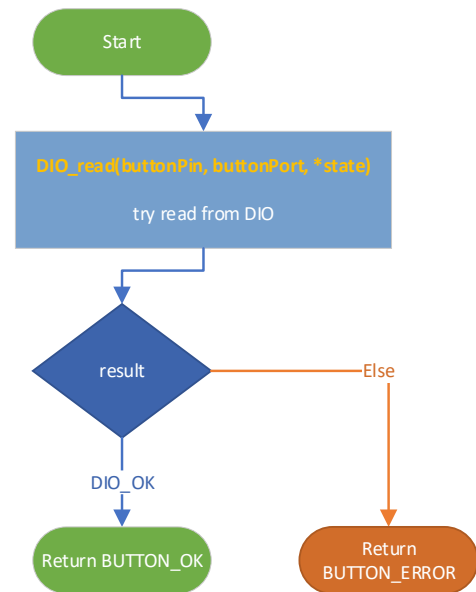 Start
DIO_read(buttonPin, buttonPort, *state)
try read from DIO
result
Else
DIO_OK
Return BUTTON_OK
Return
BUTTON_ERROR